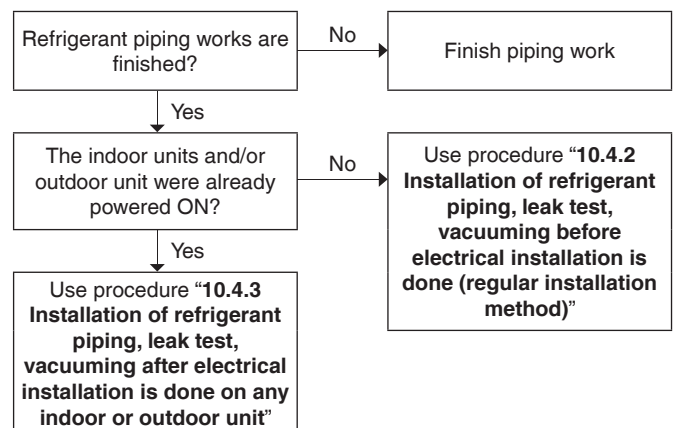 Refrigerant piping works are
finished?
No
Finish piping work
Yes
The indoor units and/or
outdoor unit were already
powered ON?
No
Use procedure “10.4.2
Installation of refrigerant
piping, leak test,
vacuuming before
electrical installation is
done (regular installation
method)”
Yes
Use procedure “10.4.3
Installation of refrigerant
piping, leak test,
vacuuming after electrical
installation is done on any
indoor or outdoor unit”